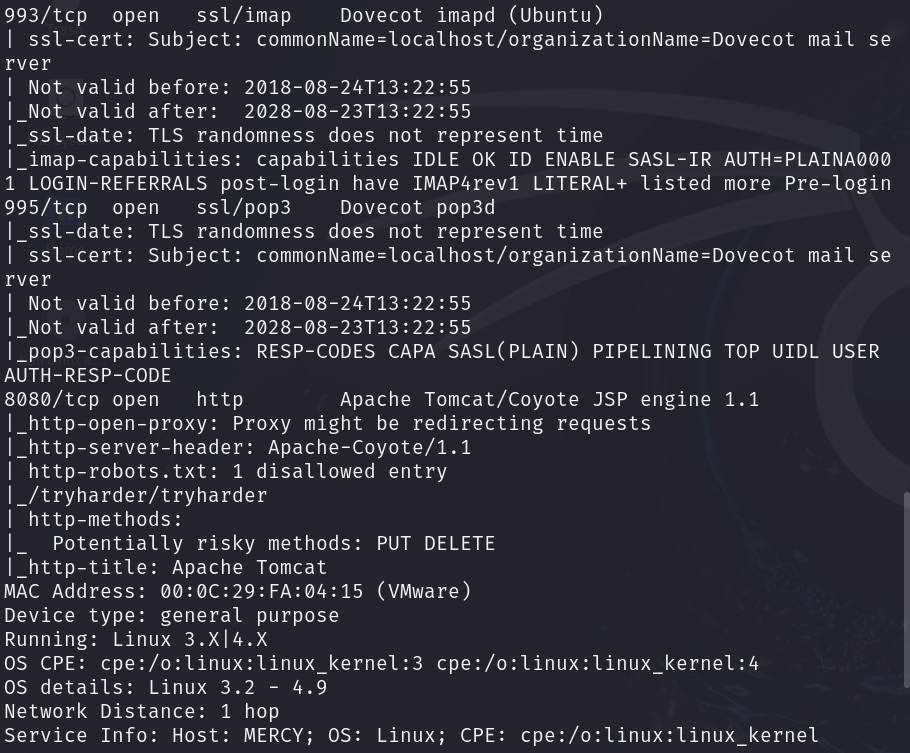 993/tcp  open   ssl/imap    Dovecot imapd (Ubuntu)
| ssl-cert: Subject: commonName=localhost/organizationName=Dovecot mail se
rver
| Not valid before: 2018-08-24T13:22:55
|_Not valid after:  2028-08-23T13:22:55
|_ssl-date: TLS randomness does not represent time
|_imap-capabilities: capabilities IDLE OK ID ENABLE SASL-IR AUTH=PLAINA000
1 LOGIN-REFERRALS post-login have IMAP4rev1 LITERAL+ listed more Pre-login
995/tcp  open   ssl/pop3    Dovecot pop3d
|_ssl-date: TLS randomness does not represent time
| ssl-cert: Subject: commonName=localhost/organizationName=Dovecot mail se
rver
| Not valid before: 2018-08-24T13:22:55
|_Not valid after:  2028-08-23T13:22:55
|_pop3-capabilities: RESP-CODES CAPA SASL(PLAIN) PIPELINING TOP UIDL USER
AUTH-RESP-CODE
8080/tcp open   http        Apache Tomcat/Coyote JSP engine 1.1
|_http-open-proxy: Proxy might be redirecting requests
|_http-server-header: Apache-Coyote/1.1
| http-robots.txt: 1 disallowed entry
|_/tryharder/tryharder
| http-methods:
|_  Potentially risky methods: PUT DELETE
|_http-title: Apache Tomcat
MAC Address: 00:0C:29:FA:04:15 (VMware)
Device type: general purpose
Running: Linux 3.X|4.X
OS CPE: cpe:/o:linux:linux_kernel:3 cpe:/o:linux:linux_kernel:4
OS details: Linux 3.2 - 4.9
Network Distance: 1 hop
Service Info: Host: MERCY; OS: Linux; CPE: cpe:/o:linux:linux_kernel